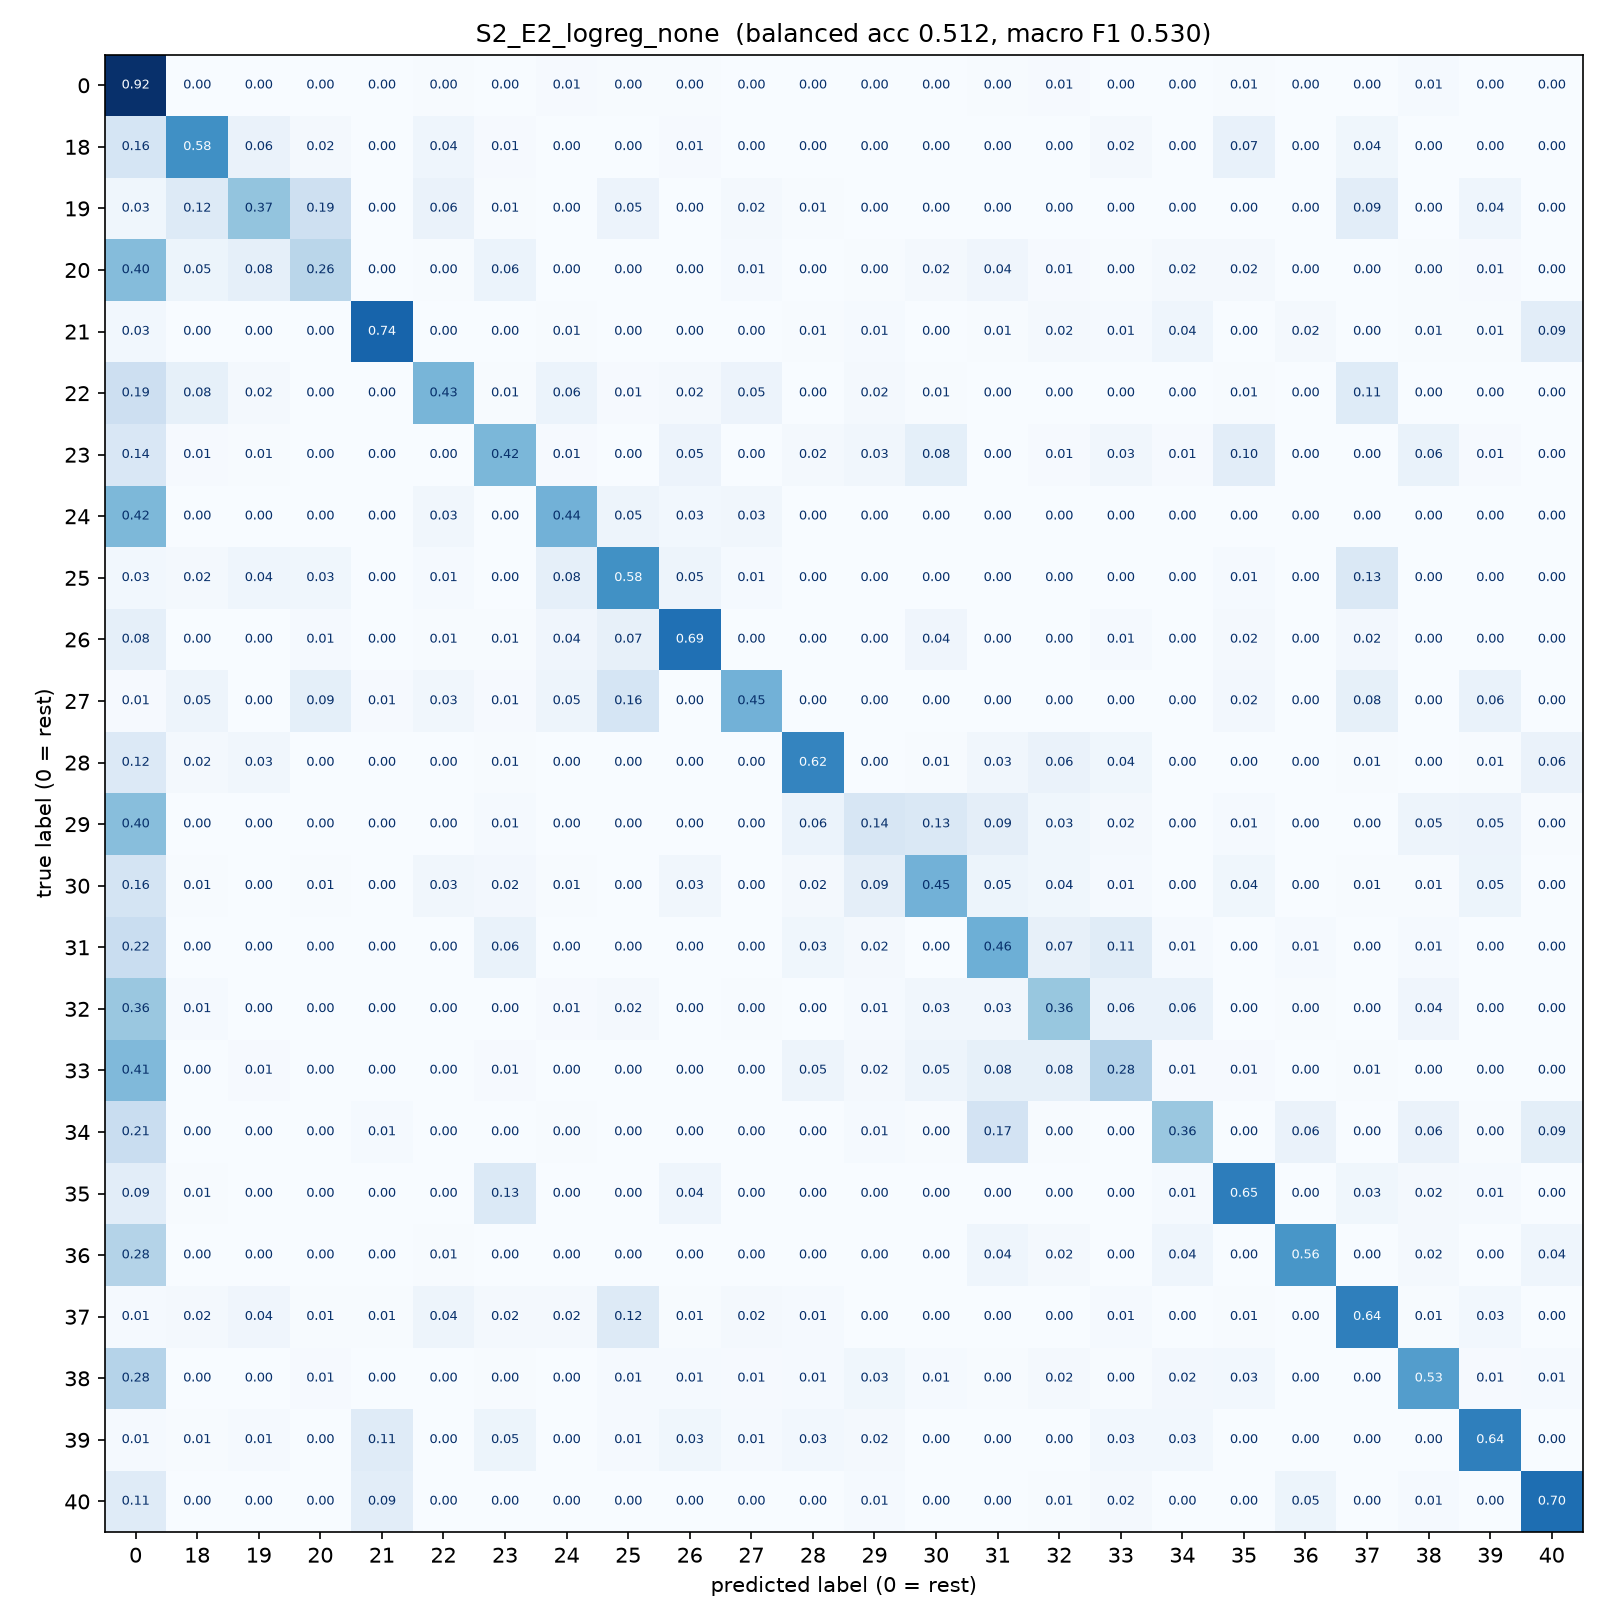 S2_E2_logreg_none (balanced acc 0.512, macro F1 0.530)
0 0.92 0.00 0.00 0.00 0.00 0.00 0.00 0.01 0.00 0.00 0.00 0.00 0.00 0.00 0.00 0.01 0.00 0.00 0.01 0.00 0.00 0.01 0.00 0.00
18 0.16 0.58 0.06 0.02 0.00 0.04 0.01 0.00 0.00 0.01 0.00 0.00 0.00 0.00 0.00 0.00 0.02 0.00 0.07 0.00 0.04 0.00 0.00 0.00
19 0.03 0.12 0.37 0.19 0.00 0.06 0.01 0.00 0.05 0.00 0.02 0.01 0.00 0.00 0.00 0.00 0.00 0.00 0.00 0.00 0.09 0.00 0.04 0.00
20 0.40 0.05 0.08 0.26 0.00 0.00 0.06 0.00 0.00 0.00 0.01 0.00 0.00 0.02 0.04 0.01 0.00 0.02 0.02 0.00 0.00 0.00 0.01 0.00
21 0.03 0.00 0.00 0.00 0.74 0.00 0.00 0.01 0.00 0.00 0.00 0.01 0.01 0.00 0.01 0.02 0.01 0.04 0.00 0.02 0.00 0.01 0.01 0.09
22 0.19 0.08 0.02 0.00 0.00 0.43 0.01 0.06 0.01 0.02 0.05 0.00 0.02 0.01 0.00 0.00 0.00 0.00 0.01 0.00 0.11 0.00 0.00 0.00
23 0.14 0.01 0.01 0.00 0.00 0.00 0.42 0.01 0.00 0.05 0.00 0.02 0.03 0.08 0.00 0.01 0.03 0.01 0.10 0.00 0.00 0.06 0.01 0.00
24 0.42 0.00 0.00 0.00 0.00 0.03 0.00 0.44 0.05 0.03 0.03 0.00 0.00 0.00 0.00 0.00 0.00 0.00 0.00 0.00 0.00 0.00 0.00 0.00
25 0.03 0.02 0.04 0.03 0.00 0.01 0.00 0.08 0.58 0.05 0.01 0.00 0.00 0.00 0.00 0.00 0.00 0.00 0.01 0.00 0.13 0.00 0.00 0.00
26 0.08 0.00 0.00 0.01 0.00 0.01 0.01 0.04 0.07 0.69 0.00 0.00 0.00 0.04 0.00 0.00 0.01 0.00 0.02 0.00 0.02 0.00 0.00 0.00
27 0.01 0.05 0.00 0.09 0.01 0.03 0.01 0.05 0.16 0.00 0.45 0.00 0.00 0.00 0.00 0.00 0.00 0.00 0.02 0.00 0.08 0.00 0.06 0.00
28 0.12 0.02 0.03 0.00 0.00 0.00 0.01 0.00 0.00 0.00 0.00 0.62 0.00 0.01 0.03 0.06 0.04 0.00 0.00 0.00 0.01 0.00 0.01 0.06
29 0.40 0.00 0.00 0.00 0.00 0.00 0.01 0.00 0.00 0.00 0.00 0.06 0.14 0.13 0.09 0.03 0.02 0.00 0.01 0.00 0.00 0.05 0.05 0.00
30 0.16 0.01 0.00 0.01 0.00 0.03 0.02 0.01 0.00 0.03 0.00 0.02 0.09 0.45 0.05 0.04 0.01 0.00 0.04 0.00 0.01 0.01 0.05 0.00
31 0.22 0.00 0.00 0.00 0.00 0.00 0.06 0.00 0.00 0.00 0.00 0.03 0.02 0.00 0.46 0.07 0.11 0.01 0.00 0.01 0.00 0.01 0.00 0.00
32 0.36 0.01 0.00 0.00 0.00 0.00 0.00 0.01 0.02 0.00 0.00 0.00 0.01 0.03 0.03 0.36 0.06 0.06 0.00 0.00 0.00 0.04 0.00 0.00
33 0.41 0.00 0.01 0.00 0.00 0.00 0.01 0.00 0.00 0.00 0.00 0.05 0.02 0.05 0.08 0.08 0.28 0.01 0.01 0.00 0.01 0.00 0.00 0.00
34 0.21 0.00 0.00 0.00 0.01 0.00 0.00 0.00 0.00 0.00 0.00 0.00 0.01 0.00 0.17 0.00 0.00 0.36 0.00 0.06 0.00 0.06 0.00 0.09
35 0.09 0.01 0.00 0.00 0.00 0.00 0.13 0.00 0.00 0.04 0.00 0.00 0.00 0.00 0.00 0.00 0.00 0.01 0.65 0.00 0.03 0.02 0.01 0.00
36 0.28 0.00 0.00 0.00 0.00 0.01 0.00 0.00 0.00 0.00 0.00 0.00 0.00 0.00 0.04 0.02 0.00 0.04 0.00 0.56 0.00 0.02 0.00 0.04
37 0.01 0.02 0.04 0.01 0.01 0.04 0.02 0.02 0.12 0.01 0.02 0.01 0.00 0.00 0.00 0.00 0.01 0.00 0.01 0.00 0.64 0.01 0.03 0.00
38 0.28 0.00 0.00 0.01 0.00 0.00 0.00 0.00 0.01 0.01 0.01 0.01 0.03 0.01 0.00 0.02 0.00 0.02 0.03 0.00 0.00 0.53 0.01 0.01
39 0.01 0.01 0.01 0.00 0.11 0.00 0.05 0.00 0.01 0.03 0.01 0.03 0.02 0.00 0.00 0.00 0.03 0.03 0.00 0.00 0.00 0.00 0.64 0.00
40 0.11 0.00 0.00 0.00 0.09 0.00 0.00 0.00 0.00 0.00 0.00 0.00 0.01 0.00 0.00 0.01 0.02 0.00 0.00 0.05 0.00 0.01 0.00 0.70
0 18 19 20 21 22 23 24 25 26 27 28 29 30 31 32 33 34 35 36 37 38 39 40
predicted label (0 = rest)
true label (0 = rest)